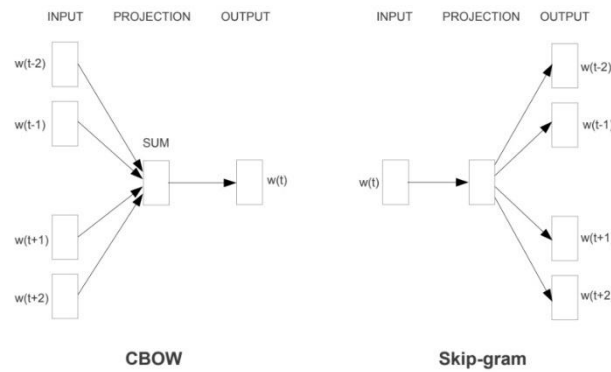 INPUT PROJECTION OUTPUT
w(t-2)
w(t-1)
SUM
w(t)
w(t+1)
w(t+2)
CBOW
INPUT PROJECTION OUTPUT
w(t-2)
w(t-1)
w(t)
w(t+1
w(t+2
Skip-gram